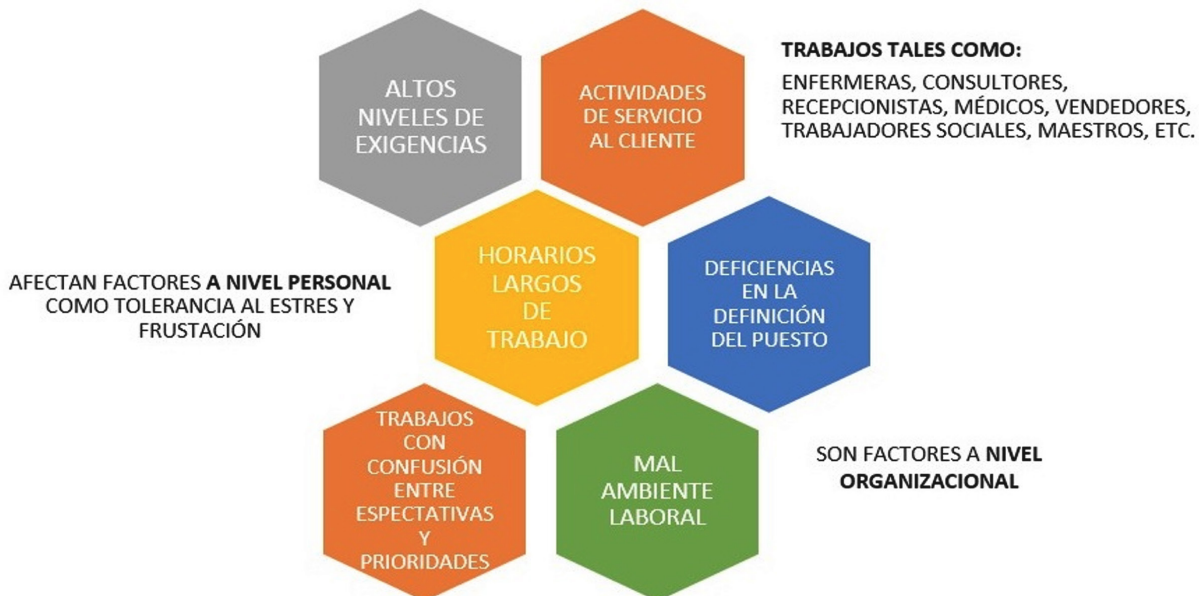 ALTOS
NIVELES DE
EXIGENCIAS
ACTIVIDADES
DE SERVICIO
AL CLIENTE
TRABAJOS TALES COMO:
ENFERMERAS, CONSULTORES,
RECEPCIONISTAS, MÉDICOS, VENDEDORES,
TRABAJADORES SOCIALES, MAESTROS, ETC.
AFECTAN FACTORES A NIVEL PERSONAL
COMO TOLERANCIA AL ESTRES Y
FRUSTACIÓN
HORARIOS
LARGOS
DE
TRABAJO
DEFICIENCIAS
EN LA
DEFINICIÓN
DEL PUESTO
TRABAJOS
CON
CONFUSIÓN
ENTRE
ESPECTATIVAS
Y
PRIORIDADES
MAL
AMBIENTE
LABORAL
SON FACTORES A NIVEL
ORGANIZACIONAL